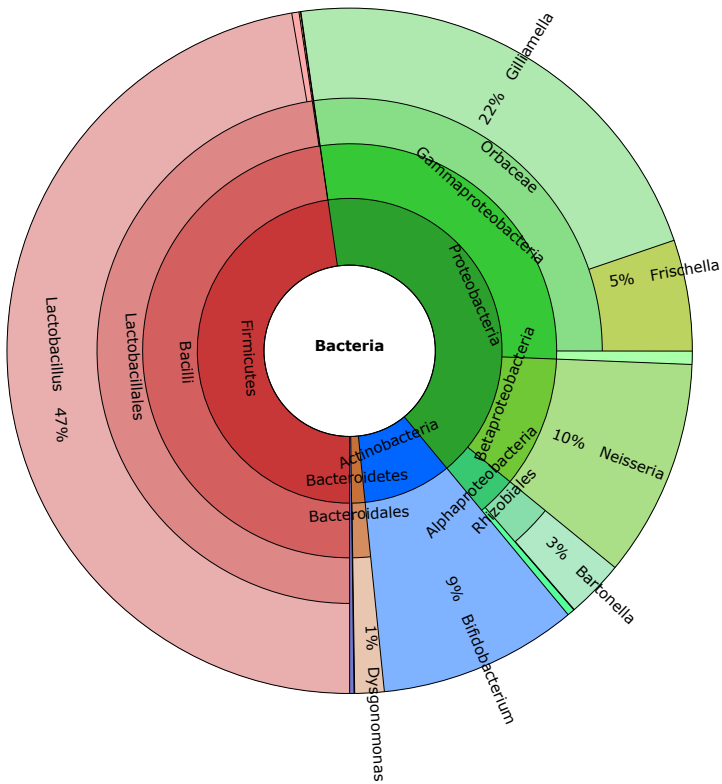 Gilliamella
22%
Orbaceae
Gammaproteobacteria
Proteobacteria
5% Frischella
Bacteria
Firmicutes
Bacilli
Lactobacillales
Lactobacillus 47%
Betaproteobacteria
10% Neisseria
Alphaproteobacteria
Rhizobiales
3% Bartonella
Actinobacteria
Bacteroidetes
Bacteroidales
9% Bifidobacterium
1% Dysgonomonas